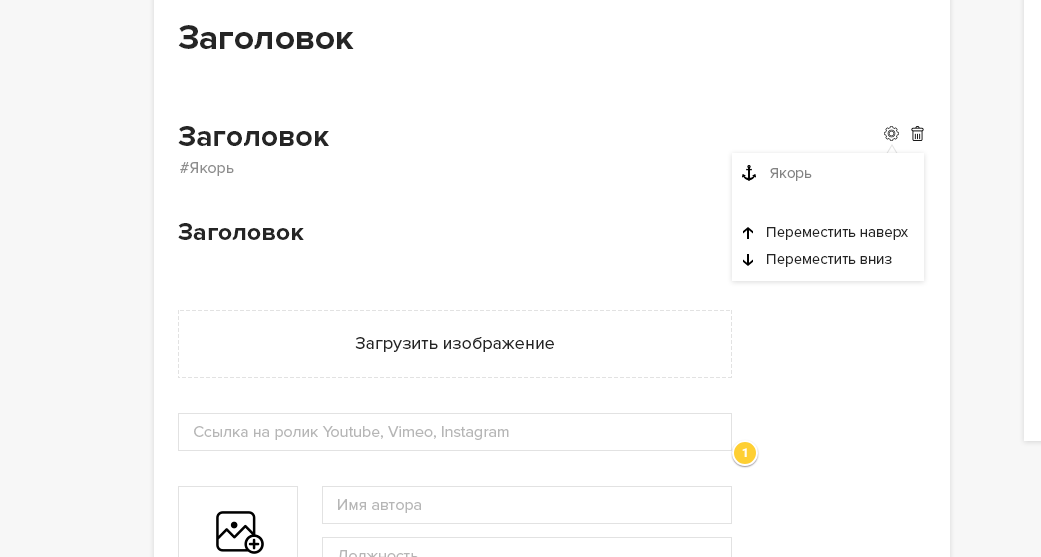 Заголовок
Заголовок
#Якорь
Якорь
Заголовок
Переместить наверх
Переместить вниз
Загрузить изображение
Ссылка на ролик Youtube, Vimeo, Instagram
1
Имя автора
Должность